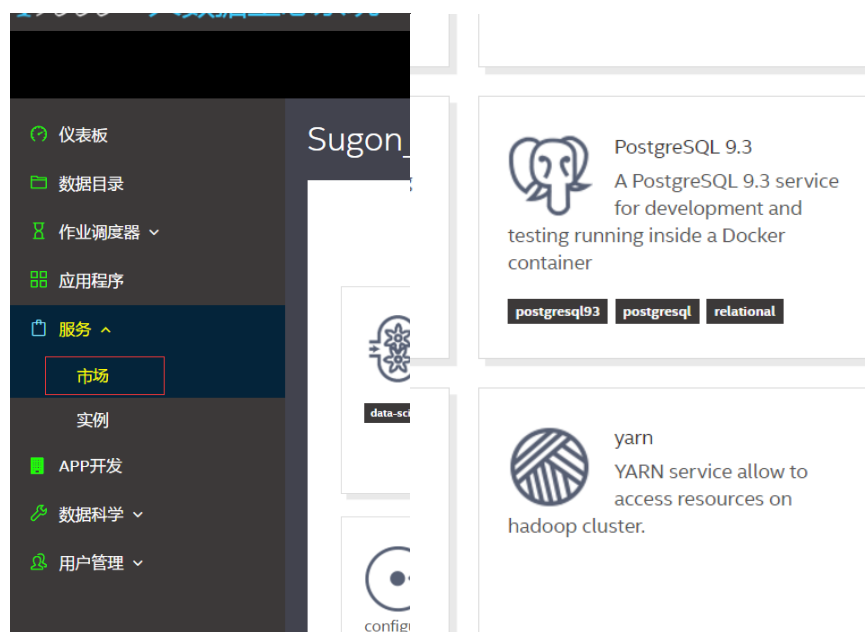 仪表板
数据目录
作业调度器
应用程序
服务
市场
实例
APP开发
数据科学
用户管理
Sugon_
data-sci
configu
PostgreSQL 9.3
A PostgreSQL 9.3 service
for development and
testing running inside a Docker
container
postgresql93 postgresql relational
yarn
YARN service allow to
access resources on
hadoop cluster.